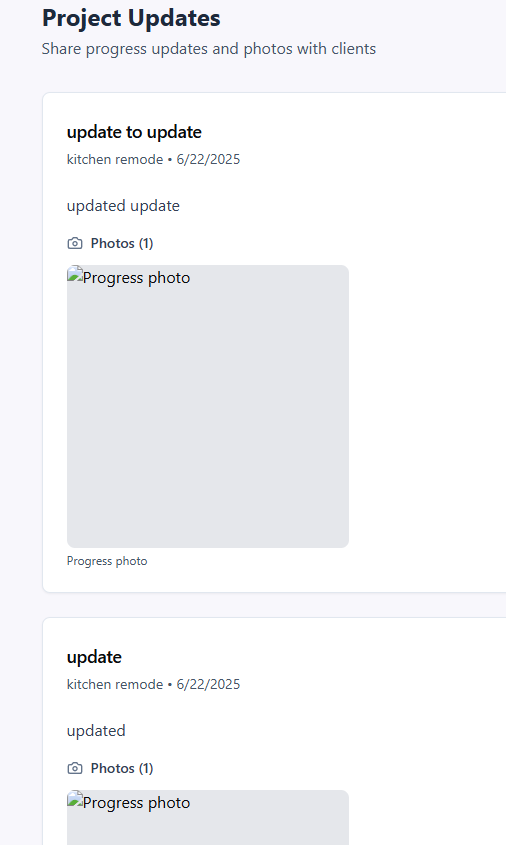 Project Updates
Share progress updates and photos with clients
update to update
kitchen remode • 6/22/2025
updated update
Photos (1)
Progress photo
Progress photo
update
kitchen remode • 6/22/2025
updated
Photos (1)
Progress photo